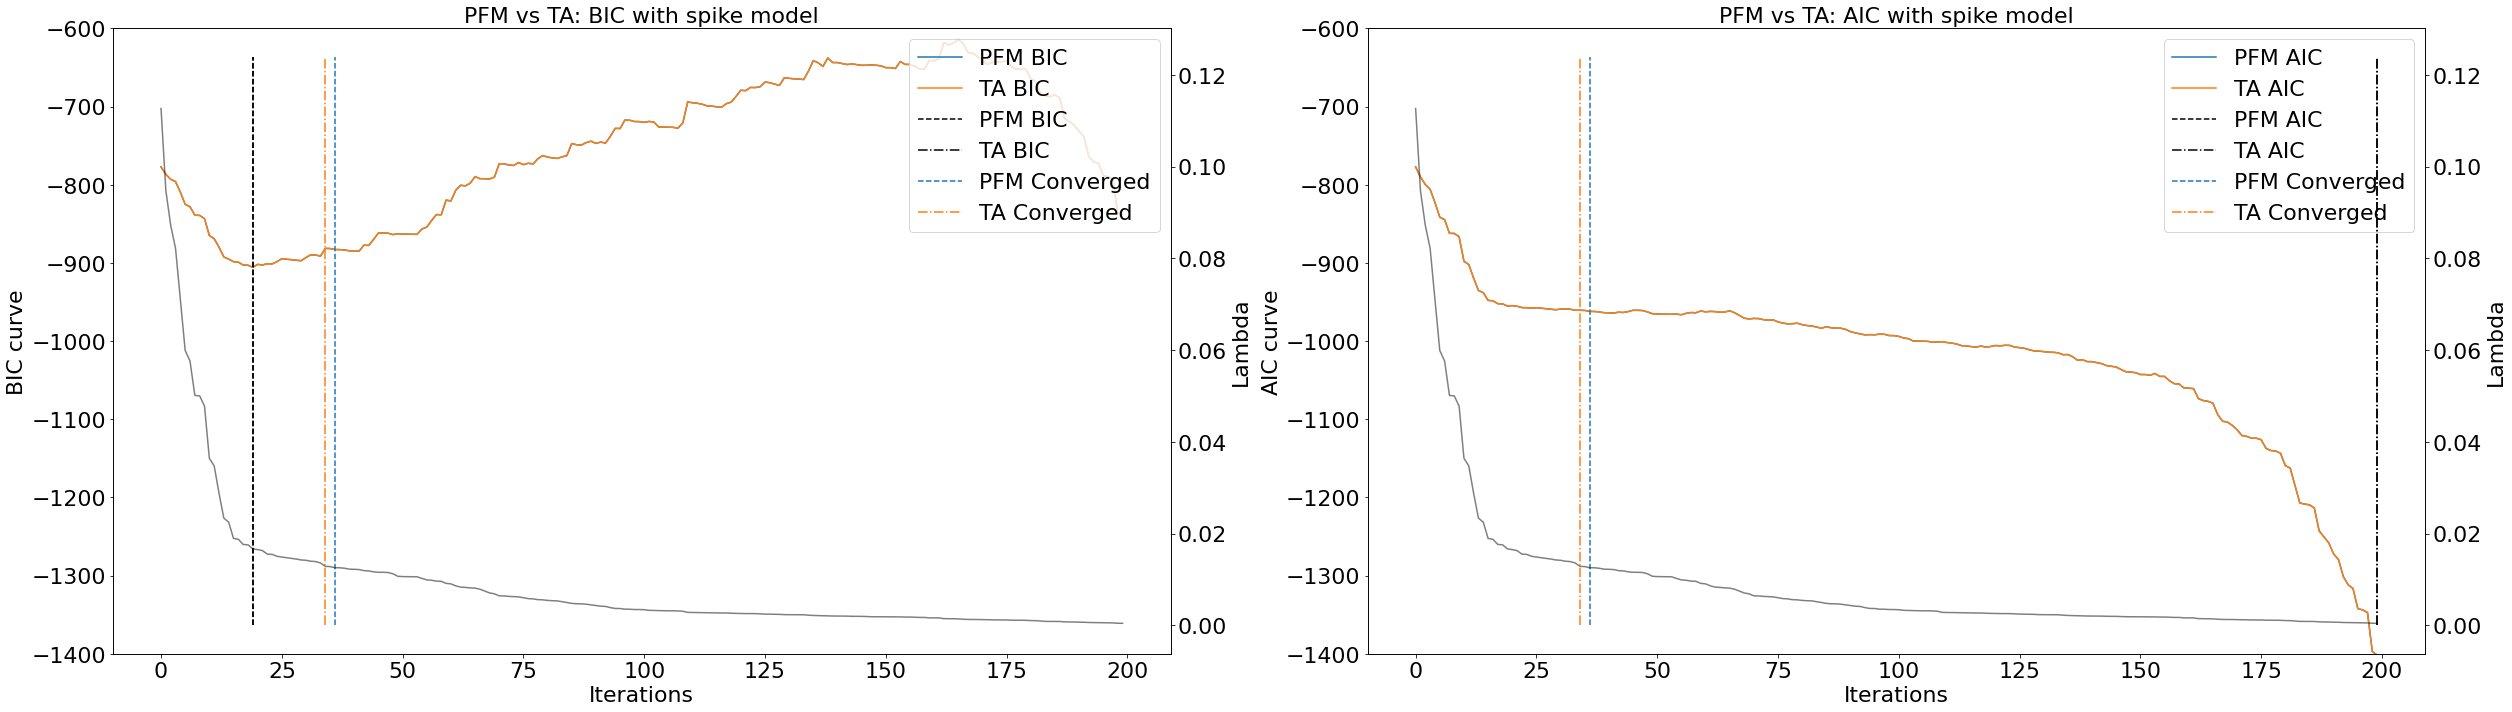 PFM vs TA: BIC with spike model
BIC curve
−600
−700
−800
−900
−1000
−1100
−1200
−1300
−1400
0 25 50 75 100 125 150 175 200
Iterations
0.12
0.10
0.08
0.06
0.04
0.02
0.00
Lambda
PFM BIC
TA BIC
PFM BIC
TA BIC
PFM Converged
TA Converged
PFM vs TA: AIC with spike model
AIC curve
−600
−700
−800
−900
−1000
−1100
−1200
−1300
−1400
0 25 50 75 100 125 150 175 200
Iterations
0.12
0.10
0.08
0.06
0.04
0.02
0.00
Lambda
PFM AIC
TA AIC
PFM AIC
TA AIC
PFM Converged
TA Converged